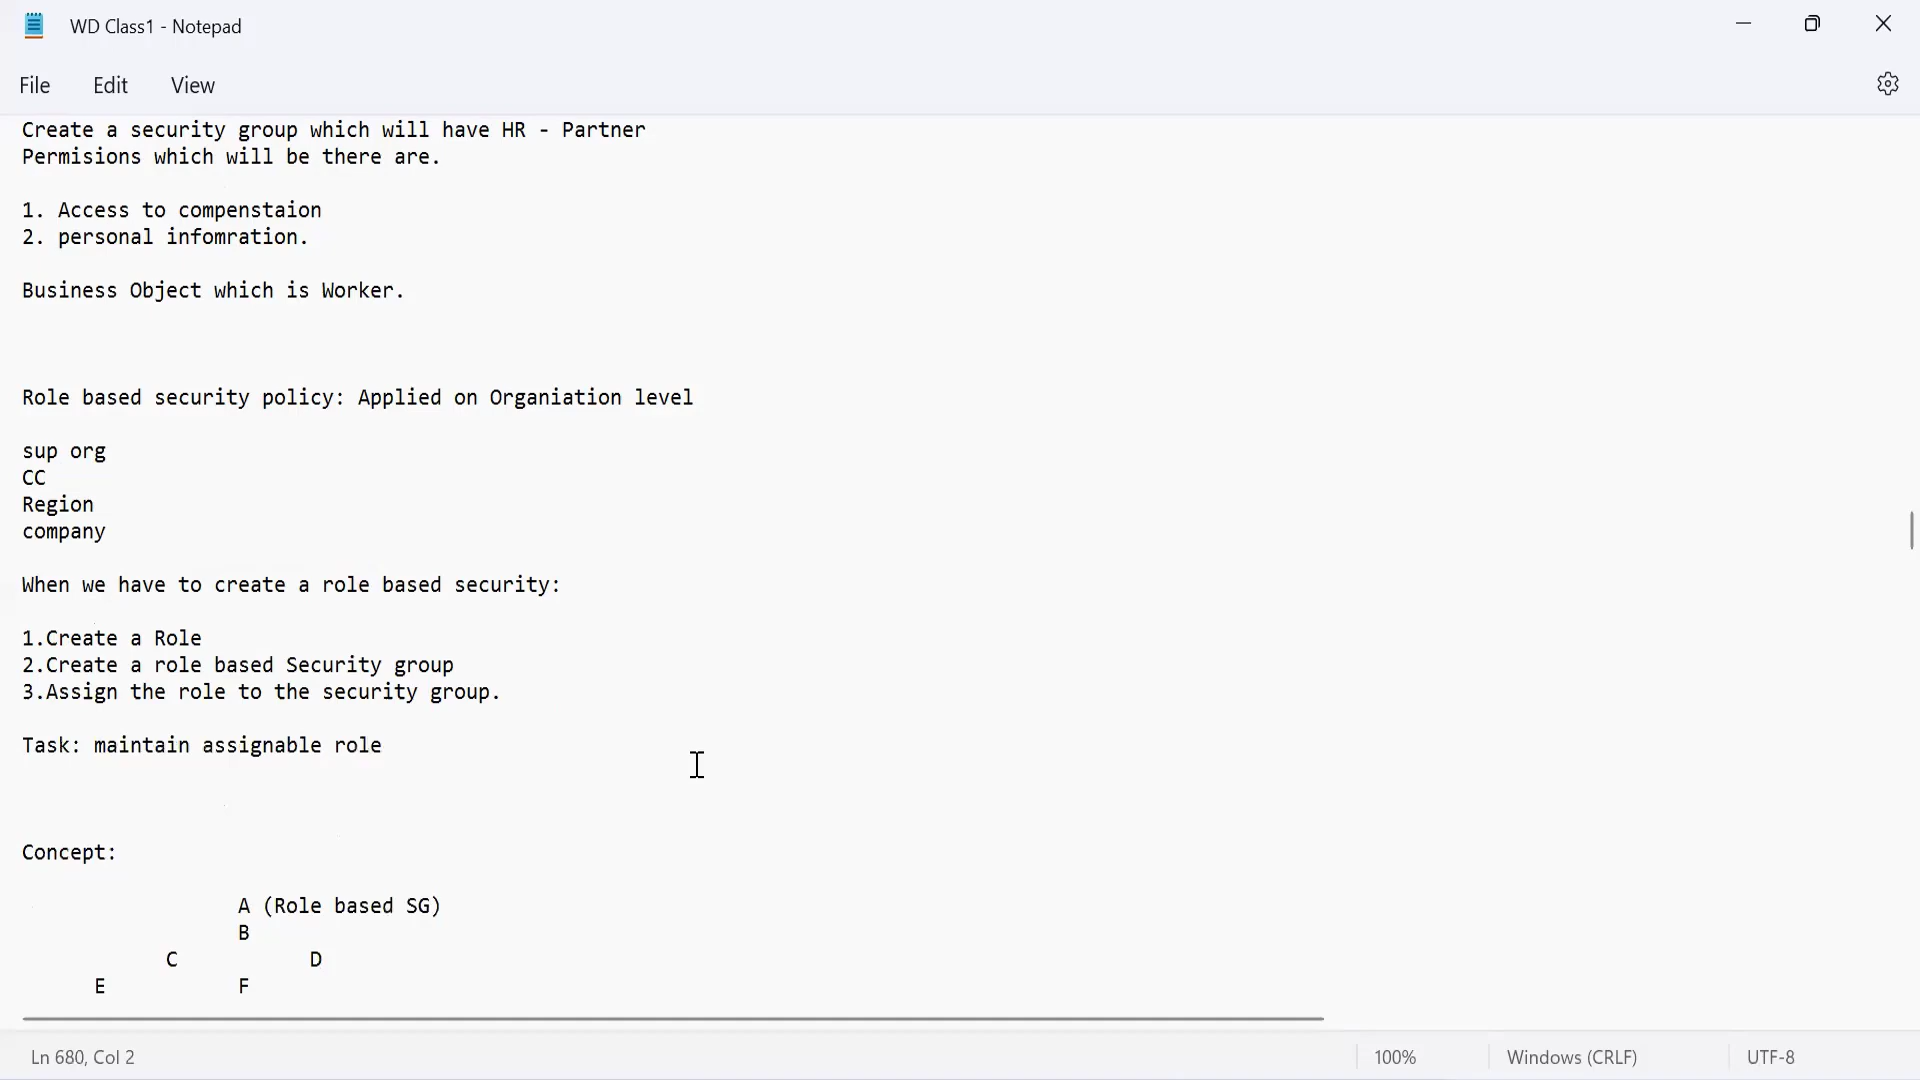 WD Class1 - Notepad
File Edit View
Create a security group which will have HR - Partner
Permisions which will be there are.
1. Access to compenstaion
2. personal infomration.
Business Object which is Worker.
Role based security policy: Applied on Organiation level
sup org
CC
Region
company
When we have to create a role based security:
1.Create a Role
2.Create a role based Security group
3.Assign the role to the security group.
Task: maintain assignable role
Concept:
A (Role based SG)
B
C D
E F
Ln 680, Col 2 100% Windows (CRLF) UTF-8